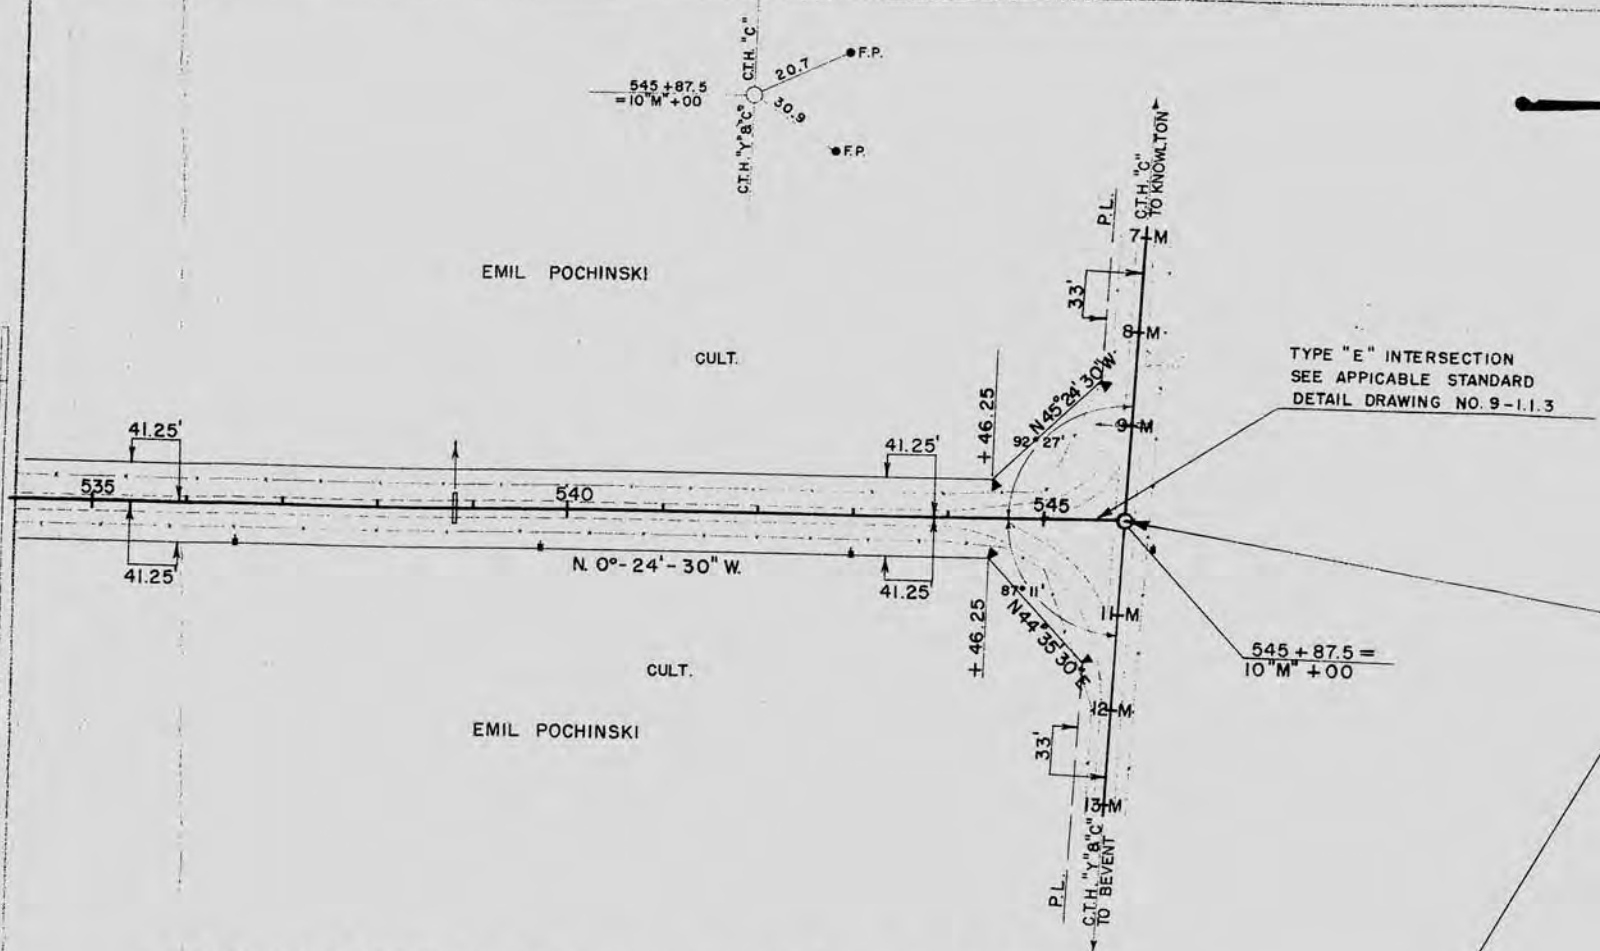 545 +87.5
= 10"M" +00
C.T.H. "C"
C.T.H. "Y" & "C"
20.7
F.P.
30.9
F.P.
EMIL POCHINSKI
CULT.
P.L.
C.T.H. "C"
TO KNOWLTON
7 M
33'
8 M
TYPE "E" INTERSECTION
SEE APPICABLE STANDARD
DETAIL DRAWING NO. 9-1.1.3
N 45° 24' 30" W.
+ 46.25
92° 27'
9 M
41.25'
41.25'
535
540
545
N. 0° - 24' - 30" W.
41.25'
41.25'
87° 11'
N 44° 35' 30" E
+ 46.25
11 M
545 + 87.5 =
10 "M" + 00
CULT.
12 M
EMIL POCHINSKI
33'
13 M
P.L.
C.T.H. "Y" & "C"
TO BEVENT